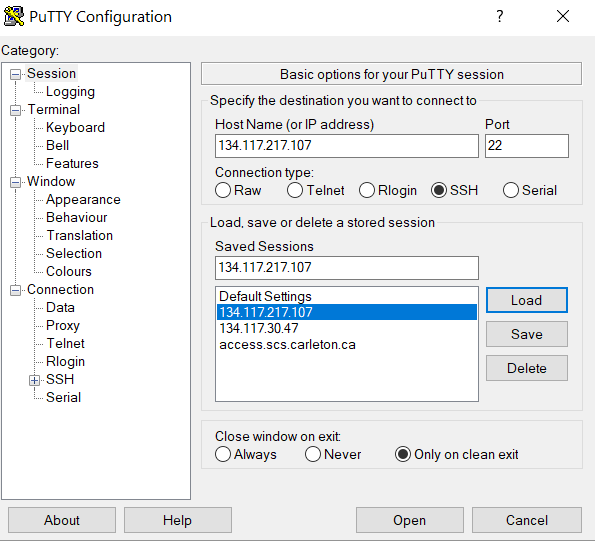 PuTTY Configuration
?
Category:
Session
Logging
Terminal
Keyboard
Bell
Features
Window
Appearance
Behaviour
Translation
Selection
Colours
Connection
Data
Proxy
Telnet
Rlogin
SSH
Serial
Basic options for your PuTTY session
Specify the destination you want to connect to
Host Name (or IP address) Port
134.117.217.107 22
Connection type:
Raw Telnet Rlogin SSH Serial
Load, save or delete a stored session
Saved Sessions
134.117.217.107
Default Settings
134.117.217.107
134.117.30.47
access.scs.carleton.ca
Load
Save
Delete
Close window on exit:
Always Never Only on clean exit
About Help Open Cancel